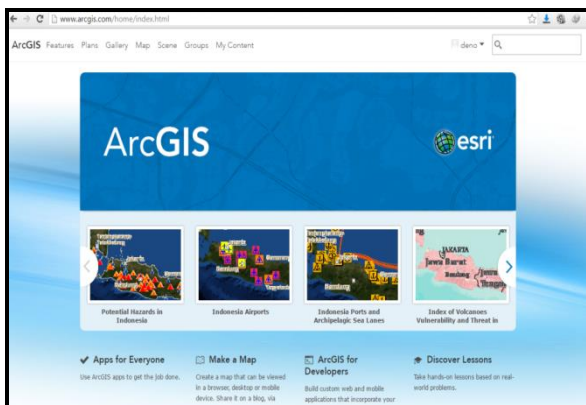 www.arcgis.com/home/index.html
ArcGIS Features Plans Gallery Map Scene Groups My Content deno
ArcGIS
esri
JAKARTA
Jawa Barat
Bandung
Potential Hazards in
Indonesia
Indonesia Airports
Indonesia Ports and
Archipelagic Sea Lanes
Index of Volcanoes
Vulnerability and Threat in
Apps for Everyone
Use ArcGIS apps to get the job done.
Make a Map
Create a map that can be viewed
in a browser, desktop or mobile
device. Share it on a blog, via
ArcGIS for
Developers
Build custom web and mobile
applications that incorporate your
Discover Lessons
Take hands-on lessons based on real-
world problems.